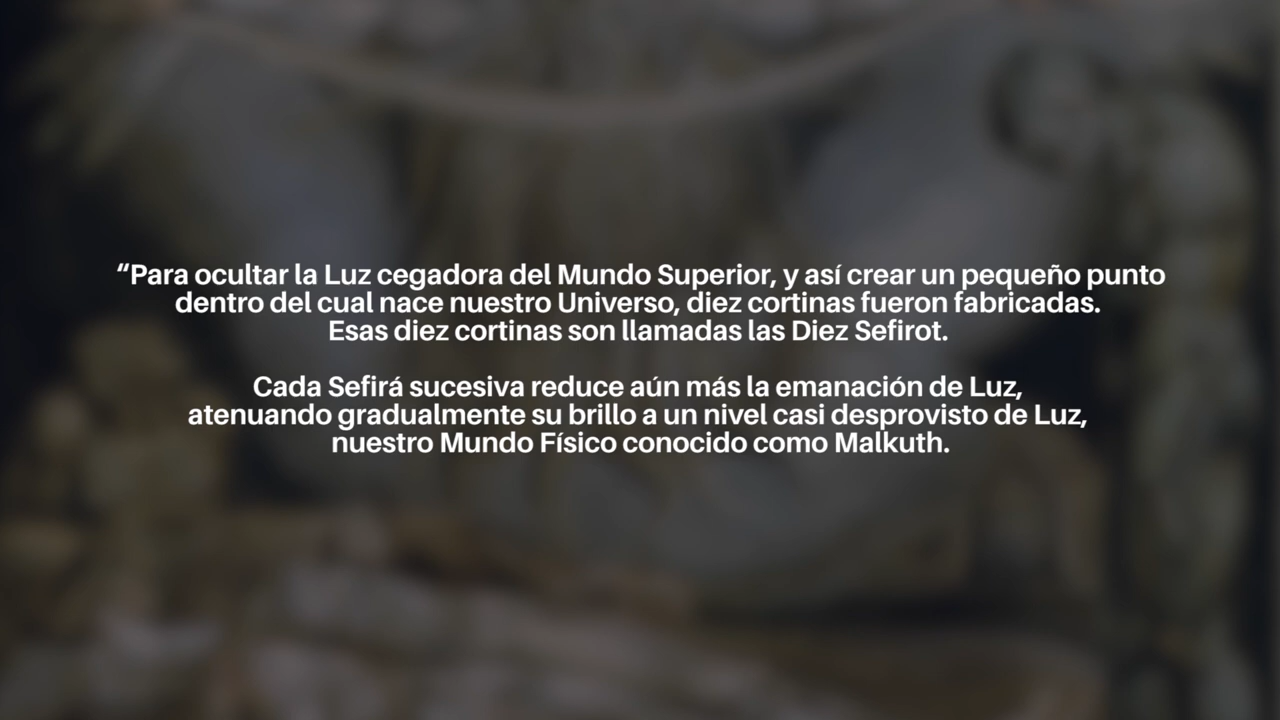 “Para ocultar la Luz cegadora del Mundo Superior, y así crear un pequeño punto
dentro del cual nace nuestro Universo, diez cortinas fueron fabricadas.
Esas diez cortinas son llamadas las Diez Sefirot.
Cada Sefirá sucesiva reduce aún más la emanación de Luz,
atenuando gradualmente su brillo a un nivel casi desprovisto de Luz,
nuestro Mundo Físico conocido como Malkuth.